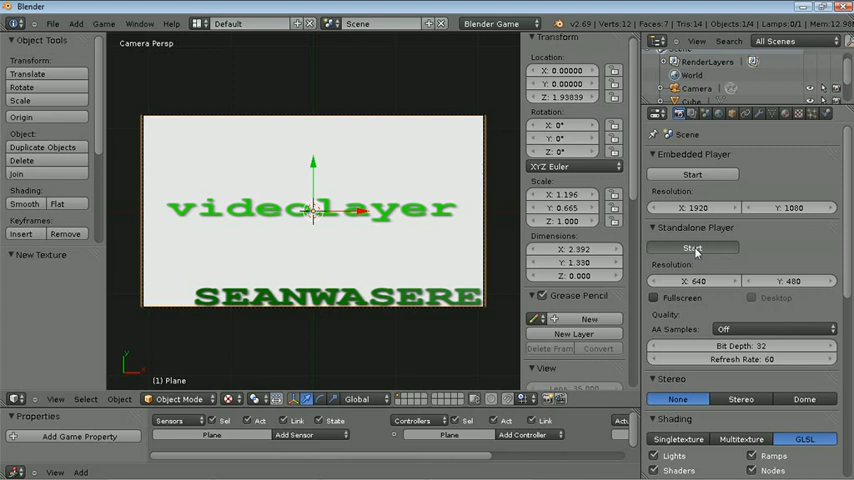 Blender
File Add Game Window Help Default Scene Blender Game v2.69 | Verts:12 | Faces:7 | Tris:14 | Objects:1/4 | Lamps:0/1
Object Tools
Transform:
Translate
Rotate
Scale
Origin
Object:
Duplicate Objects
Delete
Join
Shading:
Smooth Flat
Keyframes:
Insert Remove
New Texture
Camera Persp
videolayer
SEANWASERE
(1) Plane
View Select Object Object Mode Global
Transform
Location:
X: 0.00000
Y: 0.00000
Z: 1.93839
Rotation:
X: 0°
Y: 0°
Z: 0°
XYZ Euler
Scale:
X: 1.196
Y: 0.665
Z: 1.000
Dimensions:
X: 2.392
Y: 1.330
Z: 0.000
Grease Pencil
New
New Layer
Delete Fram Convert
View
Lens: 35.000
View Search All Scenes
RenderLayers
World
Camera
Cube
Scene
Embedded Player
Start
Resolution:
X: 1920 Y: 1080
Standalone Player
Start
Resolution:
X: 640 Y: 480
Fullscreen Desktop
Quality:
AA Samples: Off
Bit Depth: 32
Refresh Rate: 60
Stereo
None Stereo Dome
Shading
Singletexture Multitexture GLSL
Lights Ramps
Shaders Nodes
Properties
Add Game Property
Sensors Sel Act Link State
Plane Add Sensor
Controllers Sel Act Link
Plane Add Controller
Actu
Plane
View Add